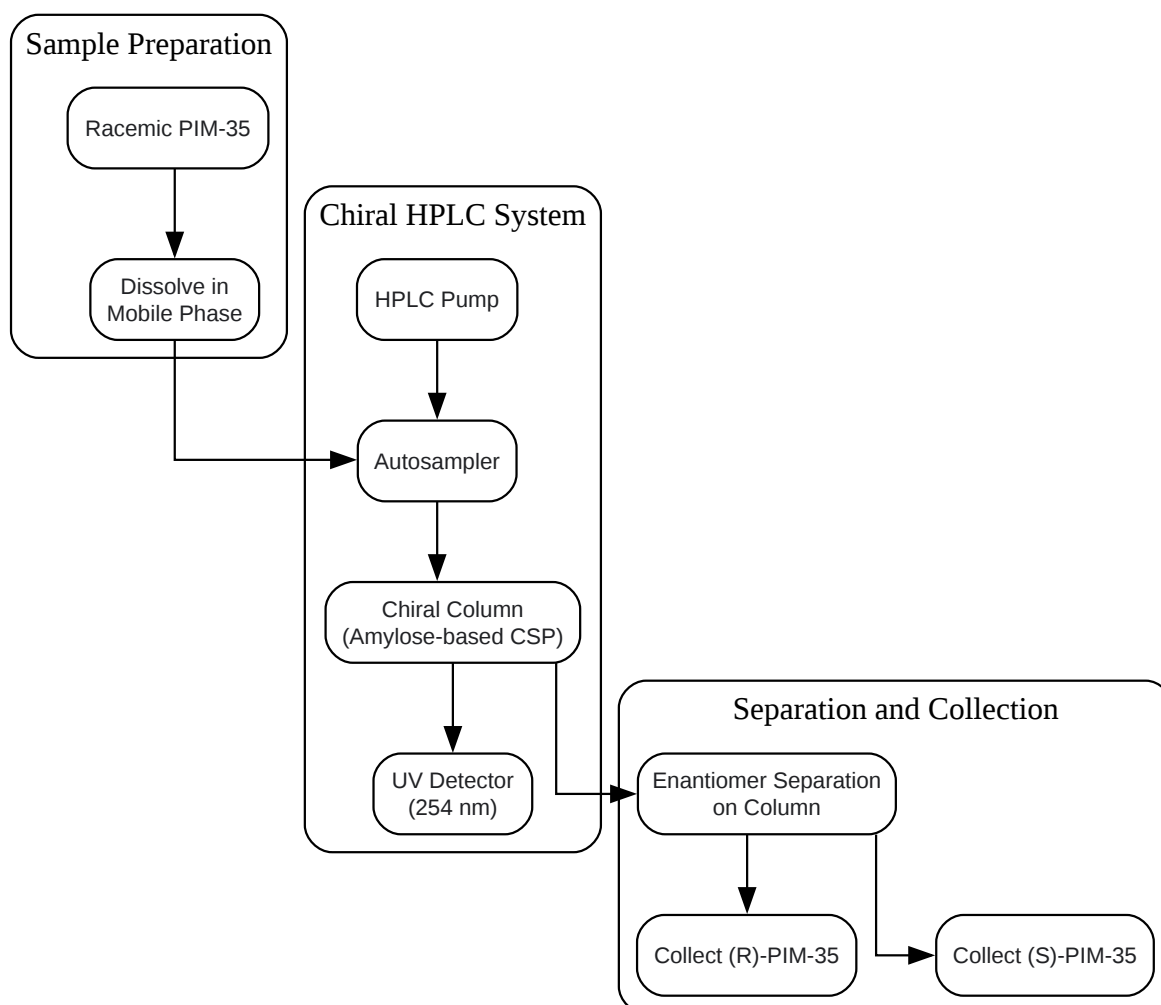 Sample Preparation
Racemic PIM-35
Dissolve in
Mobile Phase
Chiral HPLC System
HPLC Pump
Autosampler
Chiral Column
(Amylose-based CSP)
UV Detector
(254 nm)
Separation and Collection
Enantiomer Separation
on Column
Collect (R)-PIM-35
Collect (S)-PIM-35